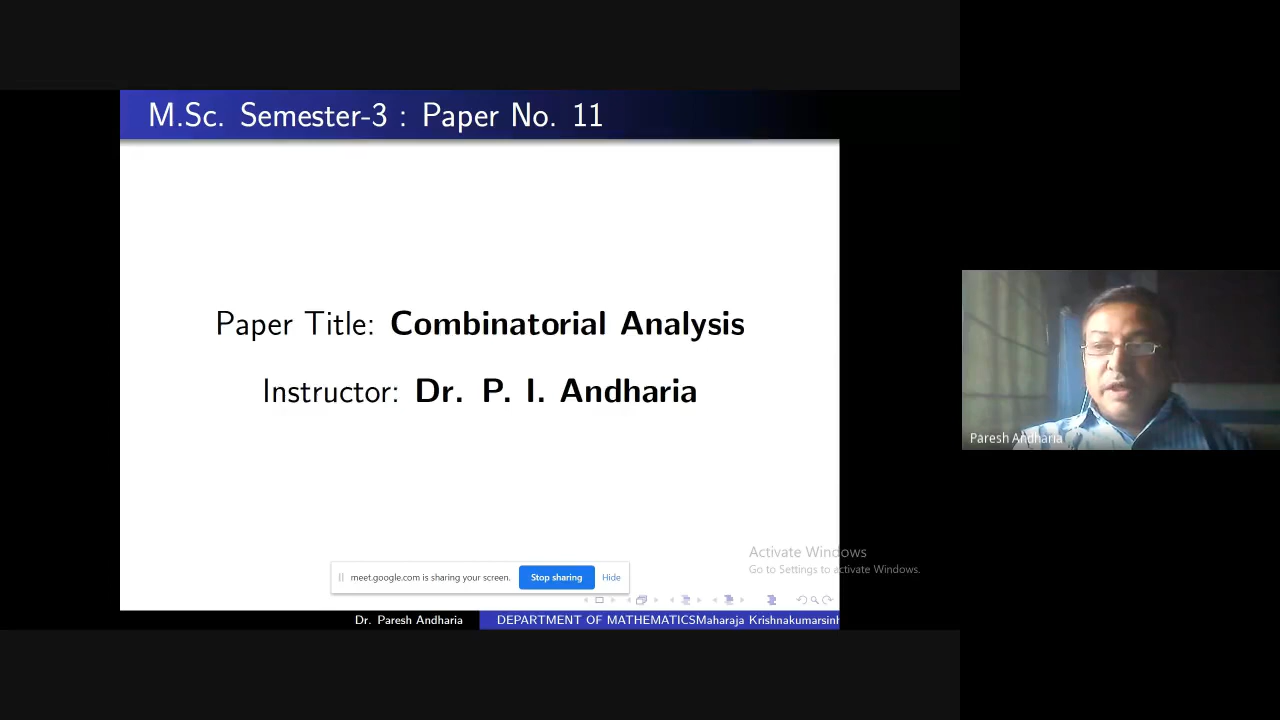 M.Sc. Semester-3 : Paper No. 11
Paper Title: Combinatorial Analysis
Instructor: Dr. P. I. Andharia
Paresh Andharia
Activate Windows
Go to Settings to activate Windows.
meet.google.com is sharing your screen. Stop sharing Hide
Dr. Paresh Andharia DEPARTMENT OF MATHEMATICSMaharaja Krishnakumarsinh